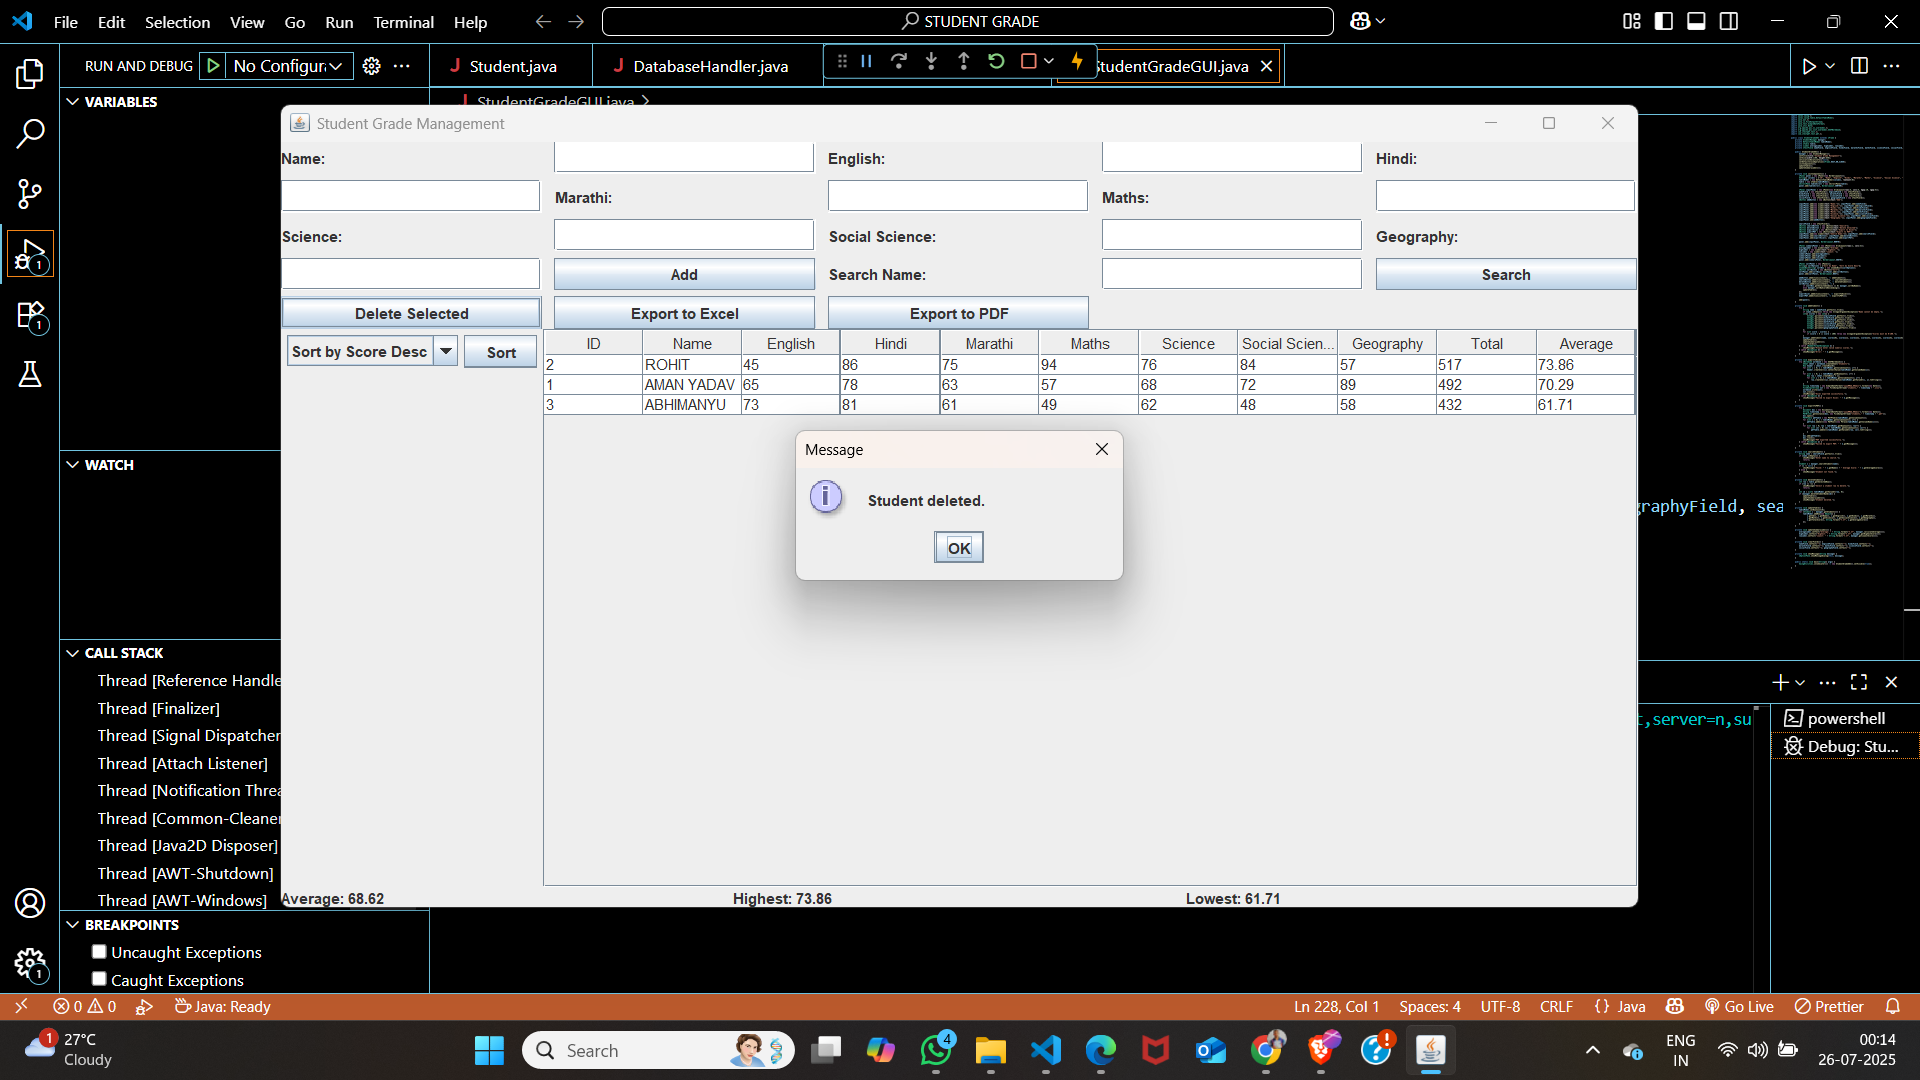 File Edit Selection View Go Run Terminal Help
STUDENT GRADE
RUN AND DEBUG No Configur
Student.java
DatabaseHandler.java
StudentGradeGUI.java
VARIABLES
StudentGradeGUI.java
Student Grade Management
Name: English: Hindi:
Marathi: Maths:
Science: Social Science: Geography:
Add Search Name: Search
Delete Selected Export to Excel Export to PDF
Sort by Score Desc Sort
ID Name English Hindi Marathi Maths Science Social Scien... Geography Total Average
2 ROHIT 45 86 75 94 76 84 57 517 73.86
1 AMAN YADAV 65 78 63 57 68 72 89 492 70.29
3 ABHIMANYU 73 81 61 49 62 48 58 432 61.71
Message
Student deleted.
OK
WATCH
graphyField, sea
CALL STACK
Thread [Reference Handle
Thread [Finalizer]
Thread [Signal Dispatcher
Thread [Attach Listener]
Thread [Notification Threa
Thread [Common-Cleaner
Thread [Java2D Disposer]
Thread [AWT-Shutdown]
Thread [AWT-Windows]
t,server=n,su
powershell
Debug: Stu...
Average: 68.62 Highest: 73.86 Lowest: 61.71
BREAKPOINTS
Uncaught Exceptions
Caught Exceptions
1
1
1
0 0 Java: Ready
Ln 228, Col 1 Spaces: 4 UTF-8 CRLF {} Java Go Live Prettier
1
27°C
Cloudy
Search
4
ENG
IN
00:14
26-07-2025